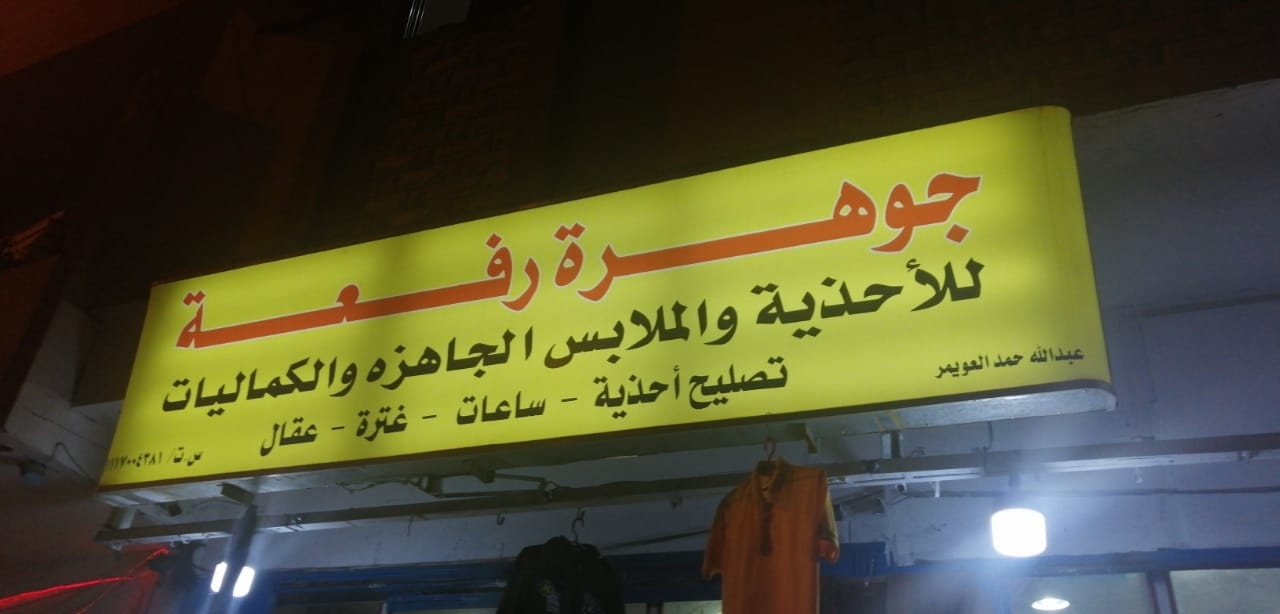 جوهرة رفعة
للأحذية والملابس الجاهزه والكماليات
تصليح أحذية - ساعات - غترة - عقال
عبدالله حمد العويمر
س.ت/